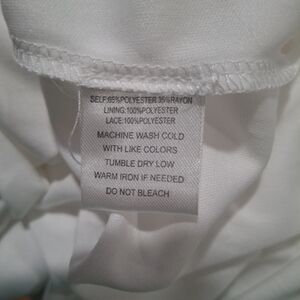 SELF:65%POLYESTER 35%RAYON
LINING:100%POLYESTER
LACE:100%POLYESTER
MACHINE WASH COLD
WITH LIKE COLORS
TUMBLE DRY LOW
WARM IRON IF NEEDED
DO NOT BLEACH